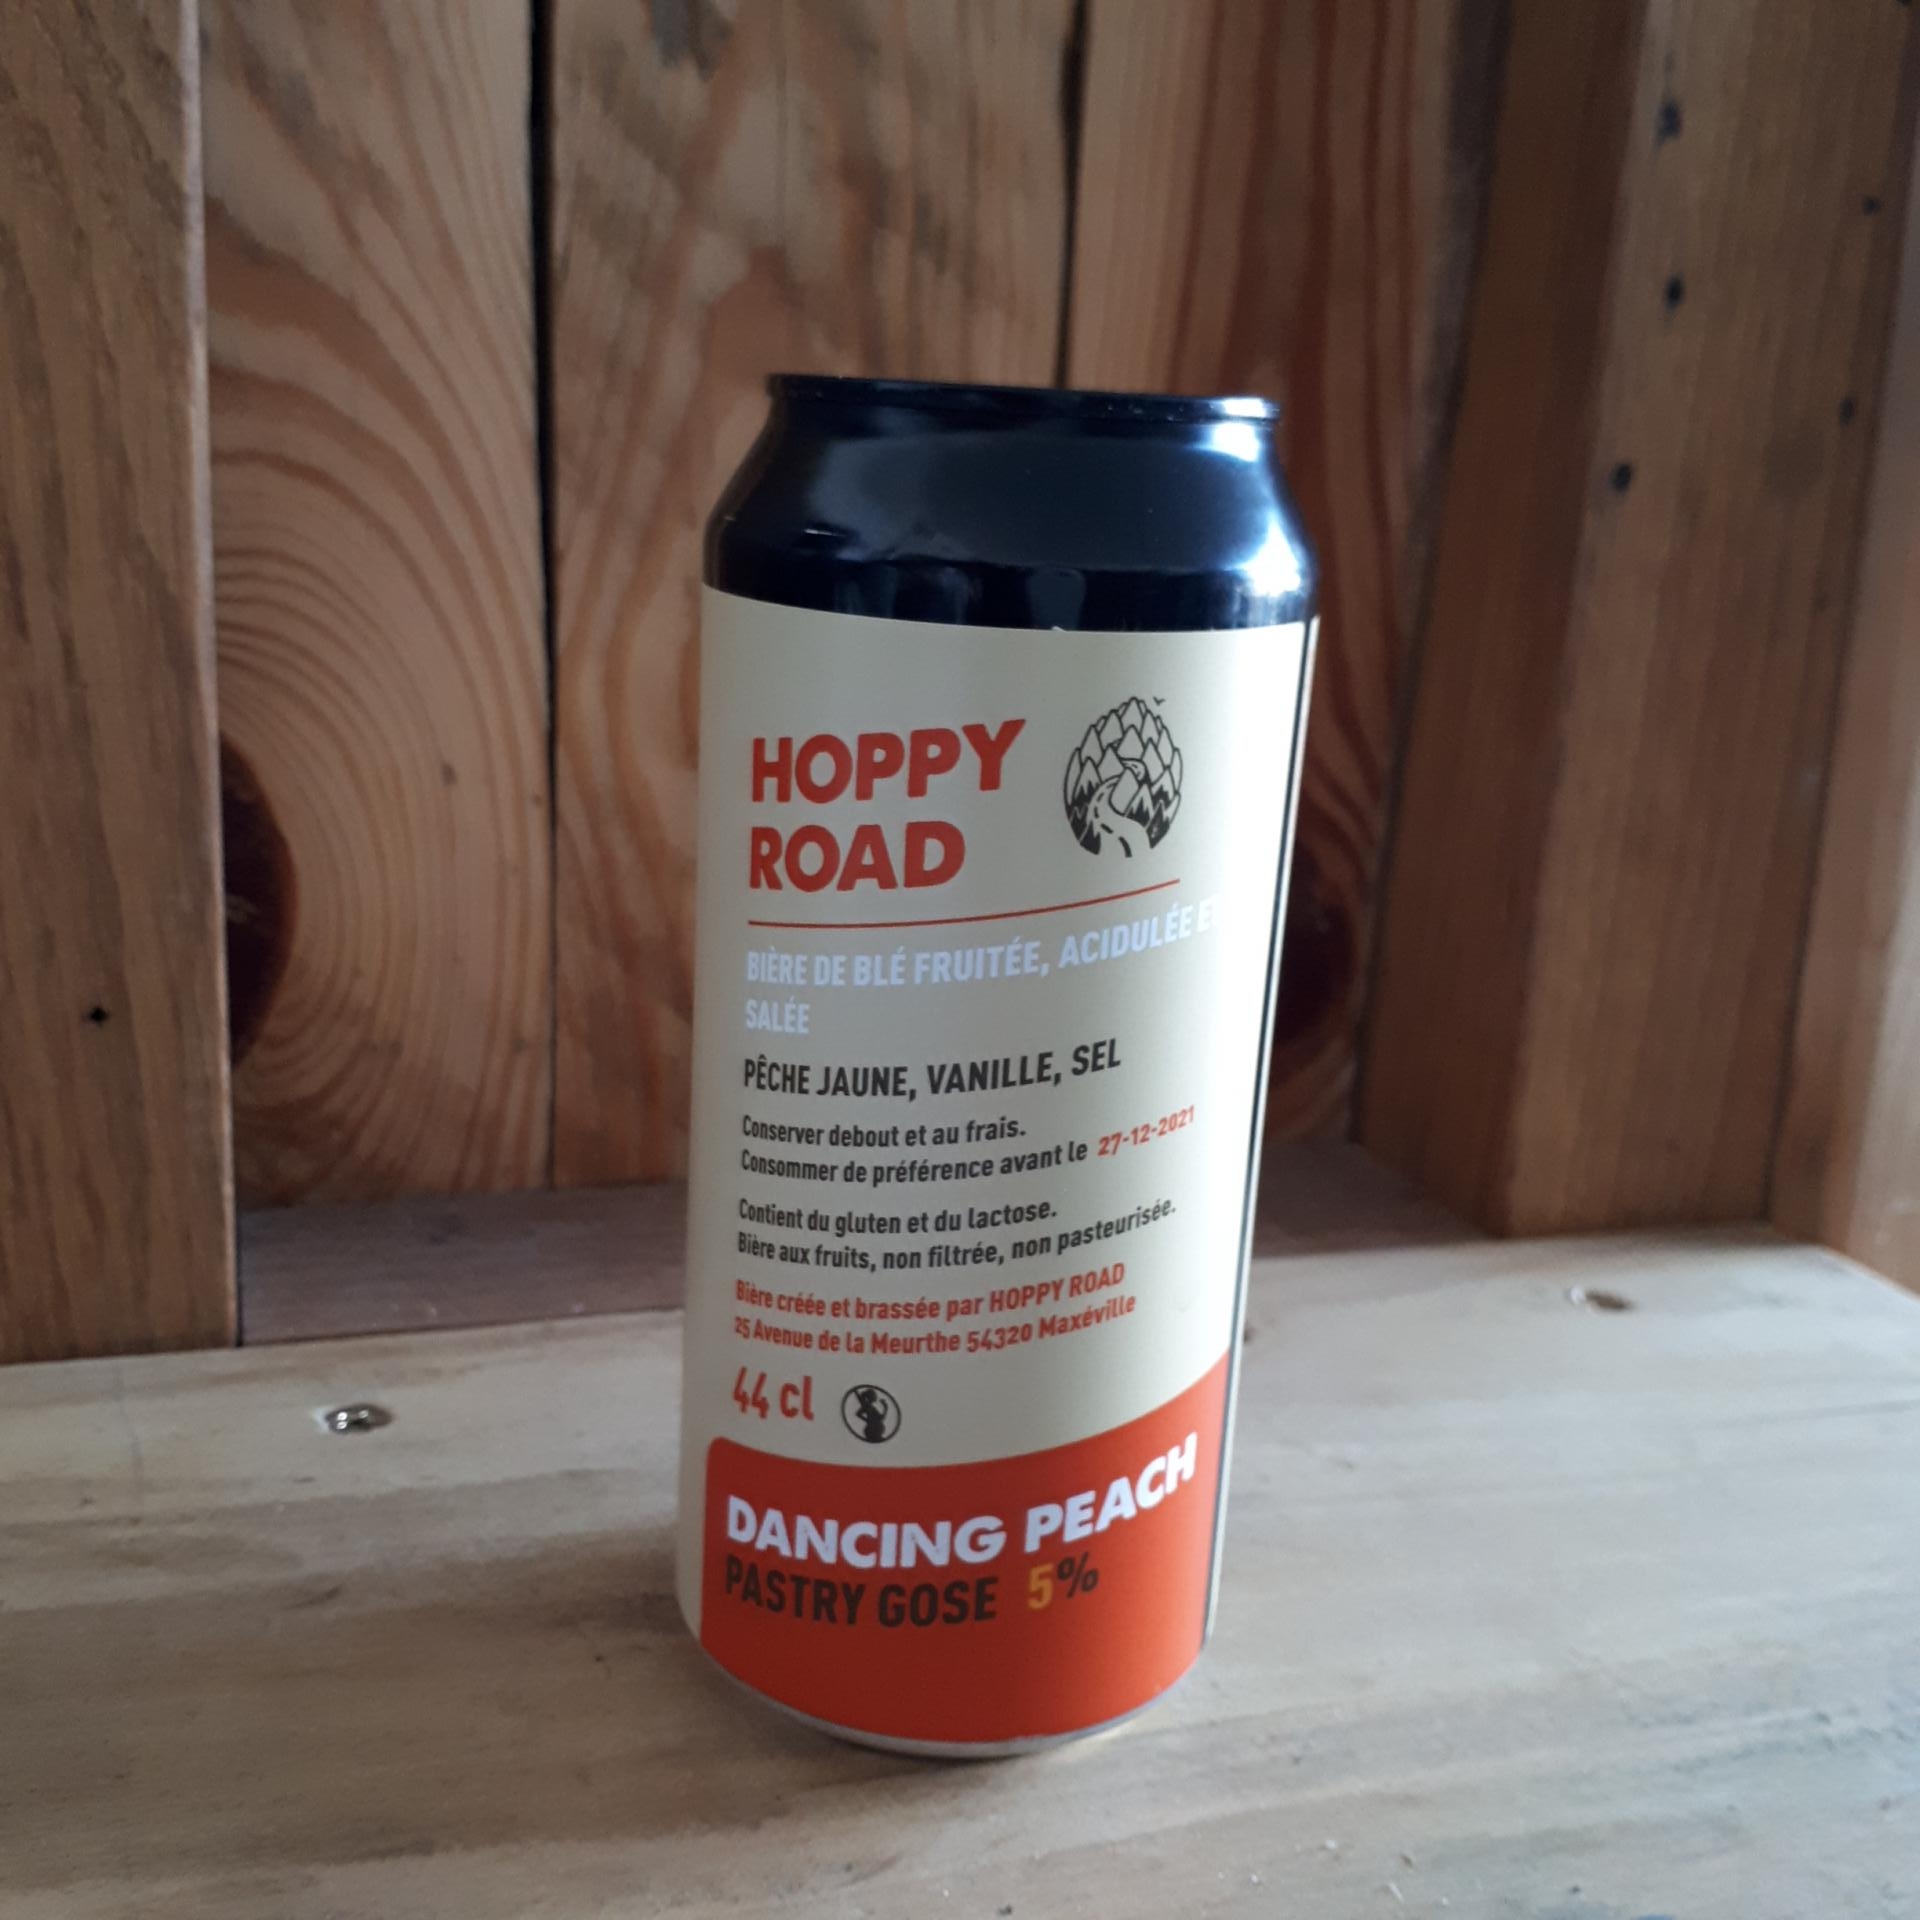 HOPPY
ROAD
BIÈRE DE BLÉ FRUITÉE, ACIDULÉE ET
SALÉE
PÊCHE JAUNE, VANILLE, SEL
Conserver debout et au frais.
Consommer de préférence avant le 27-12-2021
Contient du gluten et du lactose.
Bière aux fruits, non filtrée, non pasteurisée.
Bière créée et brassée par HOPPY ROAD
25 Avenue de la Meurthe 54320 Maxéville
44 cl
DANCING PEACH
PASTRY GOSE 5%